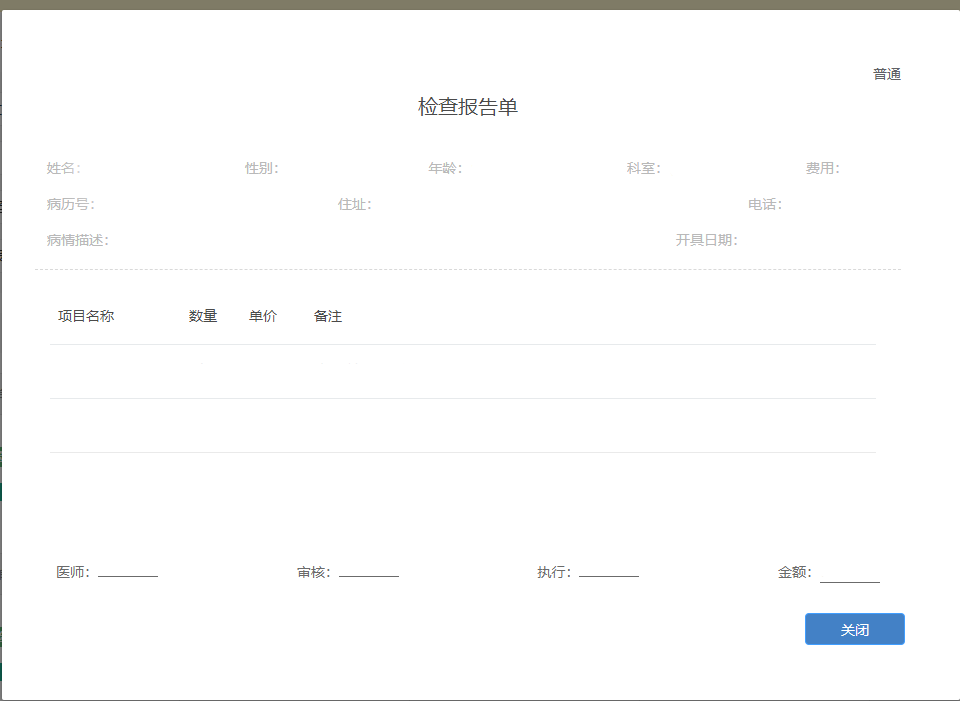 普通
检查报告单
姓名： 性别： 年龄： 科室： 费用：
病历号： 住址： 电话：
病情描述： 开具日期：
项目名称 数量 单价 备注
医师： 审核： 执行： 金额：
关闭